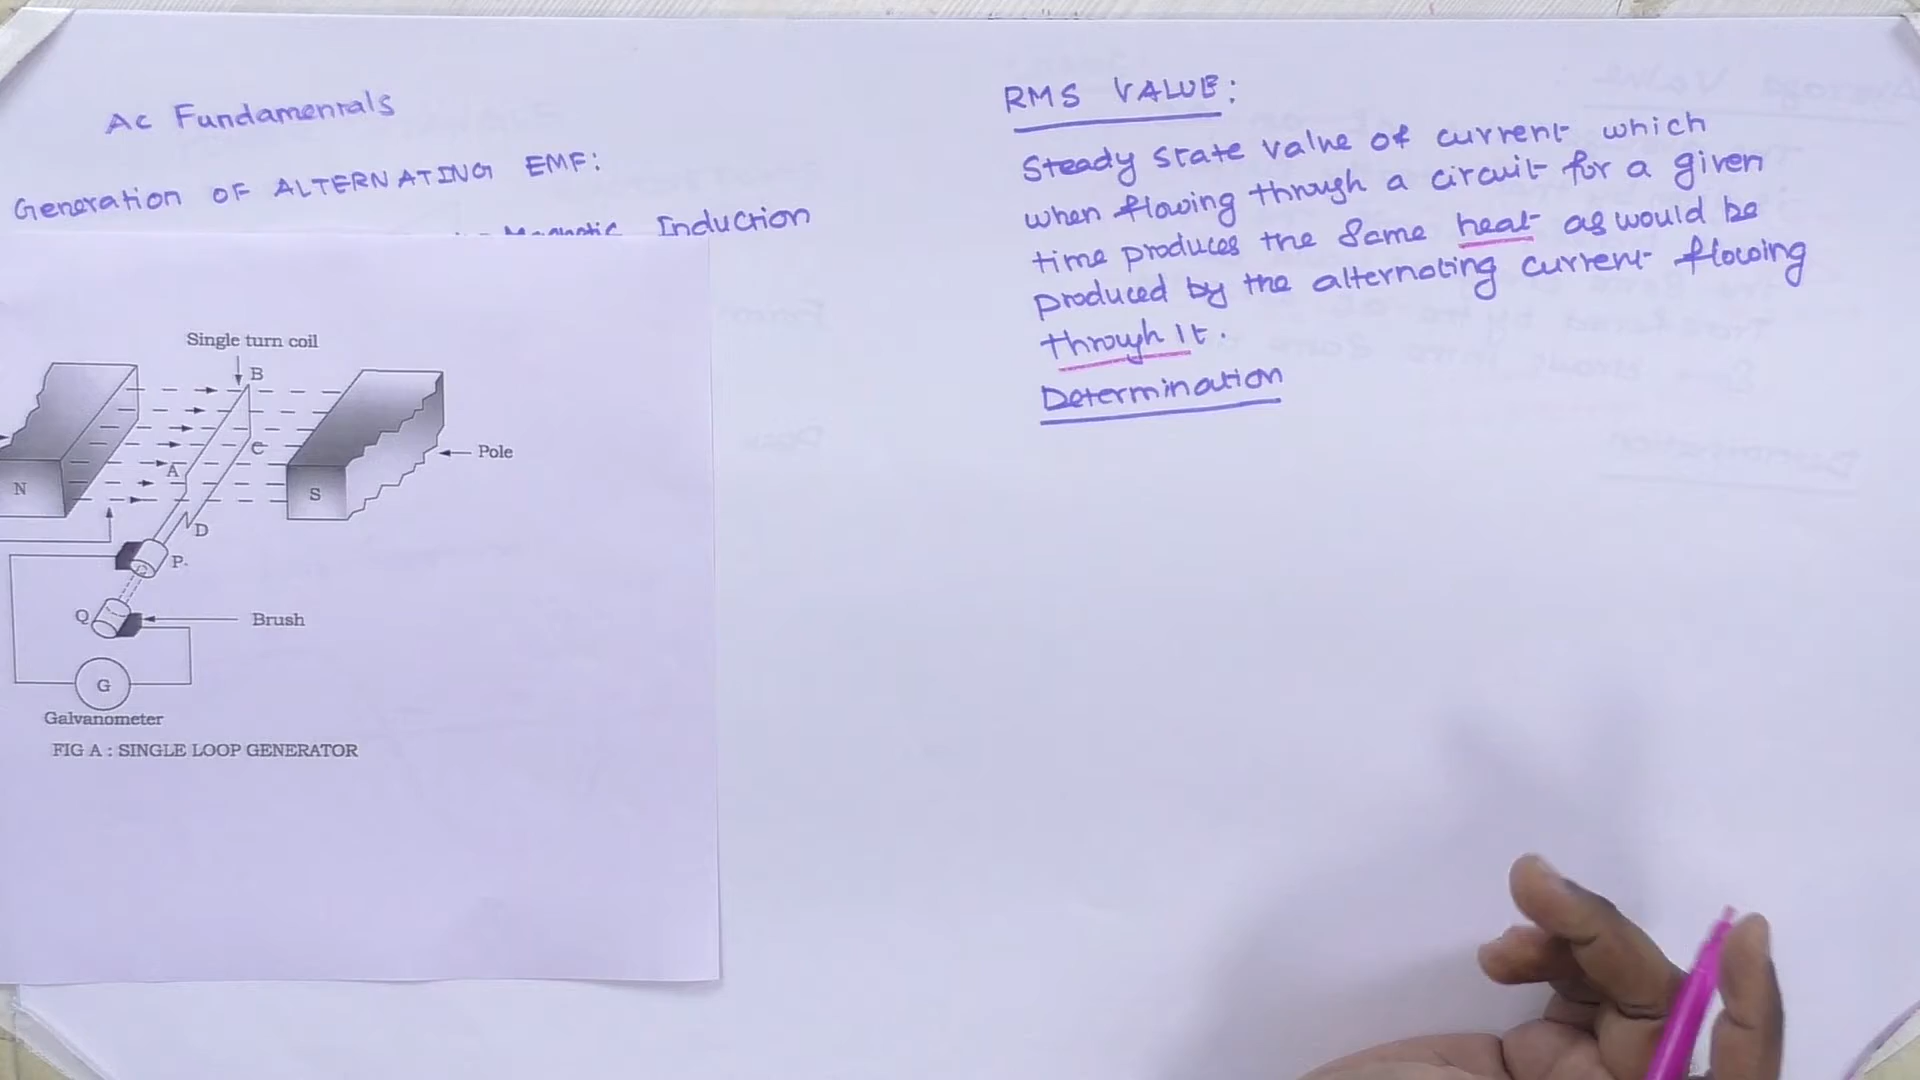 Ac Fundamentals
Generation OF ALTERNATING EMF:
Magnetic Induction
Single turn coil
B
C
A
Pole
N
S
D
P.
Q
Brush
G
Galvanometer
FIG A : SINGLE LOOP GENERATOR
RMS VALUE:
Steady state value of current which
when flowing through a circuit for a given
time produces the same heat as would be
produced by the alternating current flowing
through It.
Determination